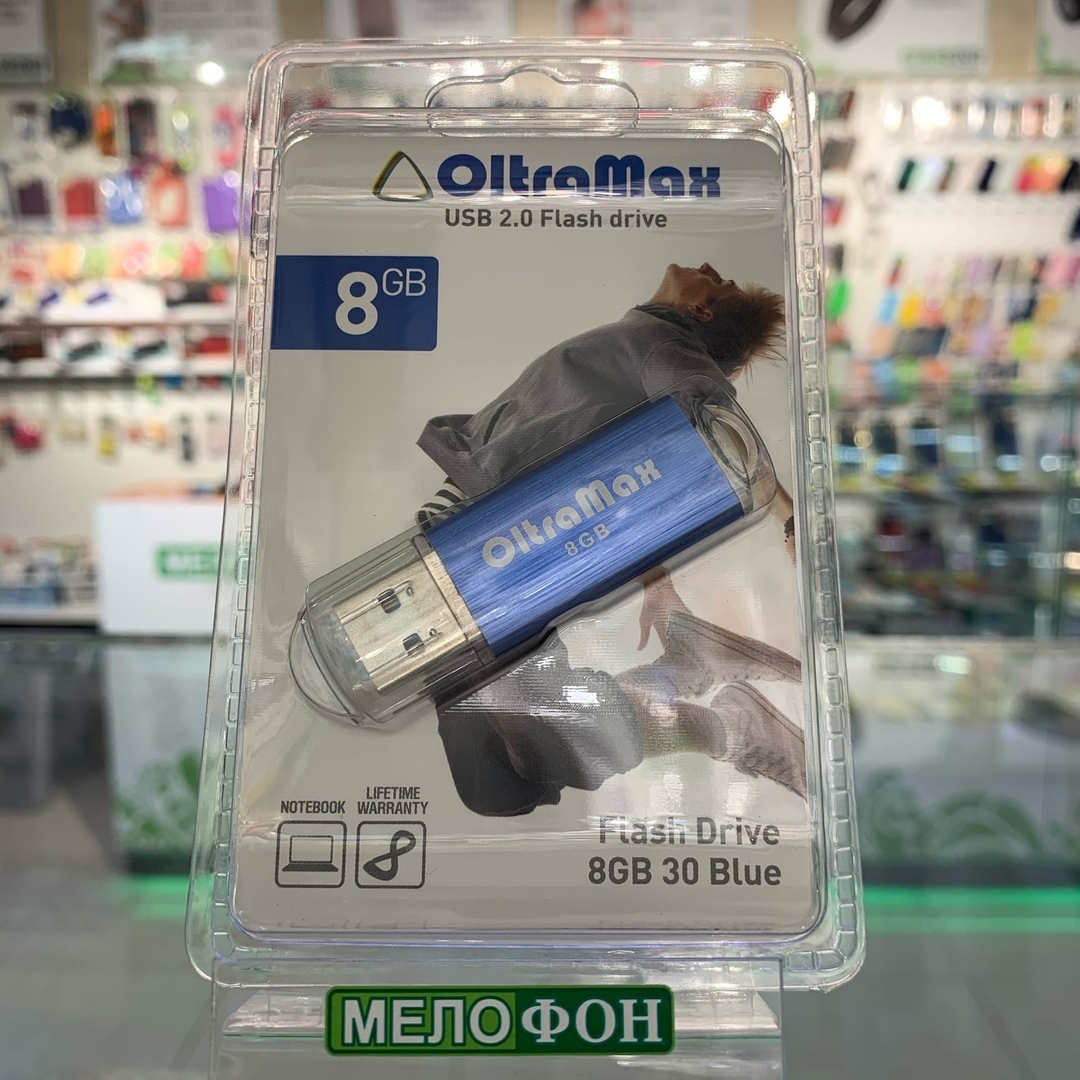 OltraMax
USB 2.0 Flash drive
8GB
OltraMax
8GB
NOTEBOOK
LIFETIME
WARRANTY
Flash Drive
8GB 30 Blue
МЕЛОФОН